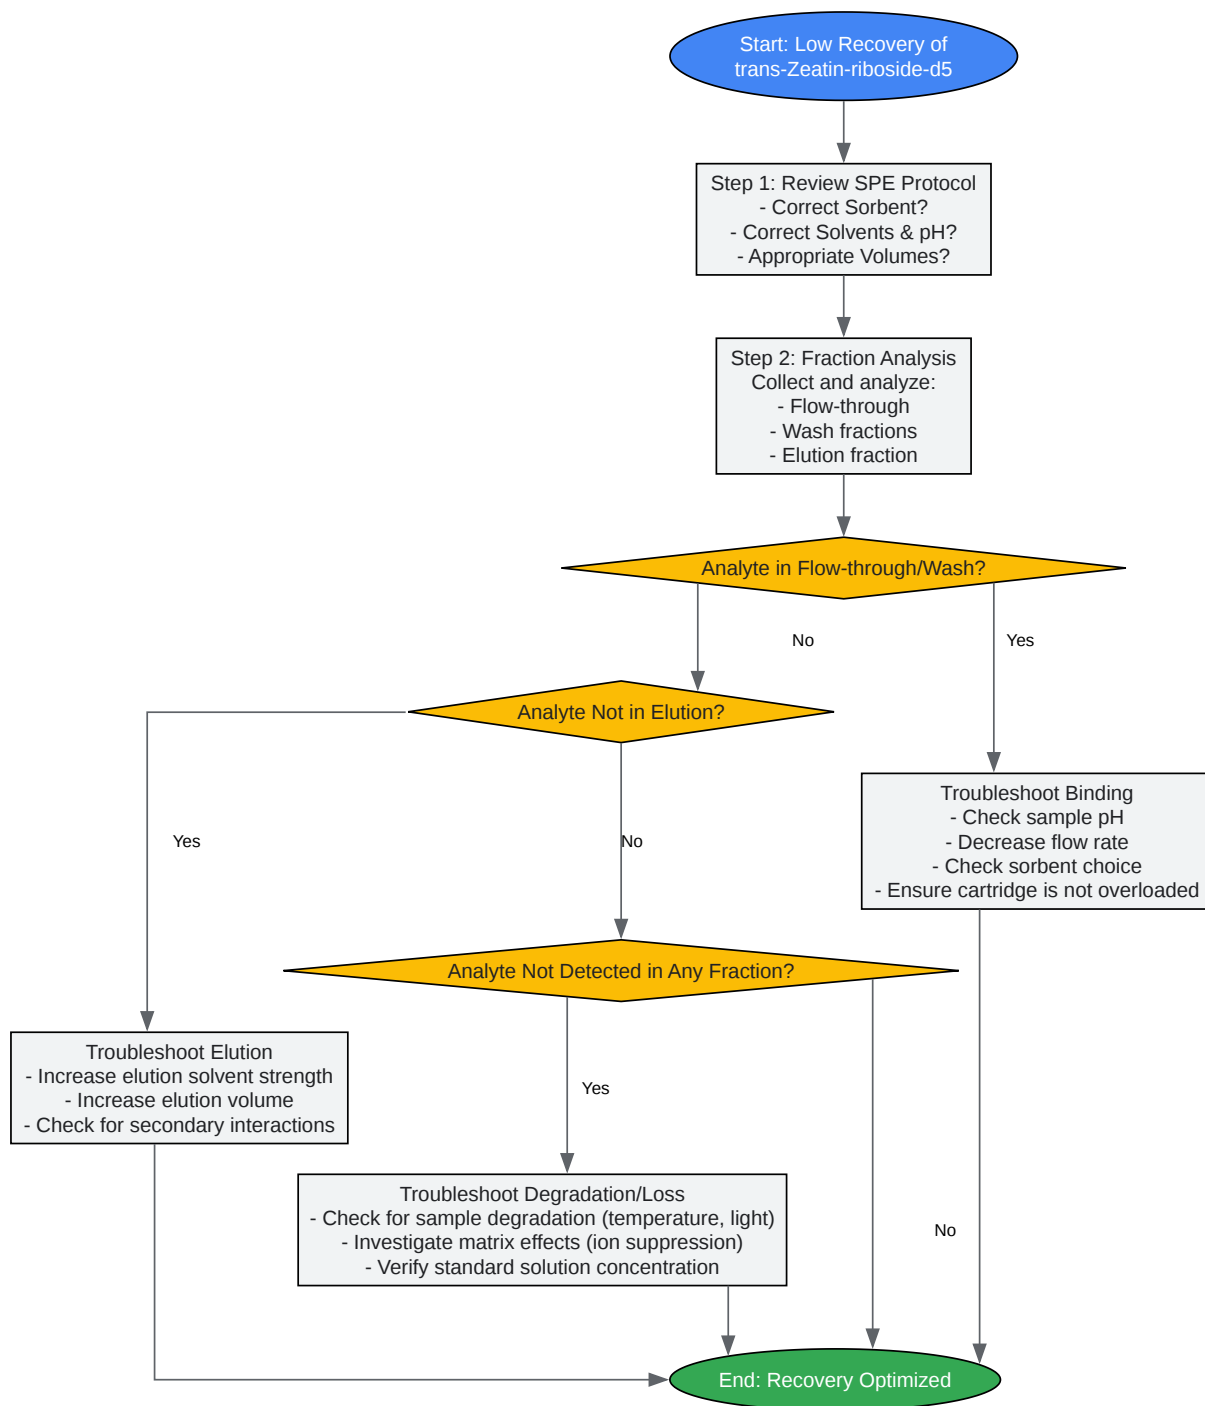 Start: Low Recovery of
trans-Zeatin-riboside-d5
Step 1: Review SPE Protocol
- Correct Sorbent?
- Correct Solvents & pH?
- Appropriate Volumes?
Step 2: Fraction Analysis
Collect and analyze:
- Flow-through
- Wash fractions
- Elution fraction
Analyte in Flow-through/Wash?
No
Yes
Analyte Not in Elution?
Troubleshoot Binding
- Check sample pH
- Decrease flow rate
- Check sorbent choice
- Ensure cartridge is not overloaded
Yes
No
Analyte Not Detected in Any Fraction?
Troubleshoot Elution
- Increase elution solvent strength
- Increase elution volume
- Check for secondary interactions
Yes
Troubleshoot Degradation/Loss
- Check for sample degradation (temperature, light)
- Investigate matrix effects (ion suppression)
- Verify standard solution concentration
No
End: Recovery Optimized